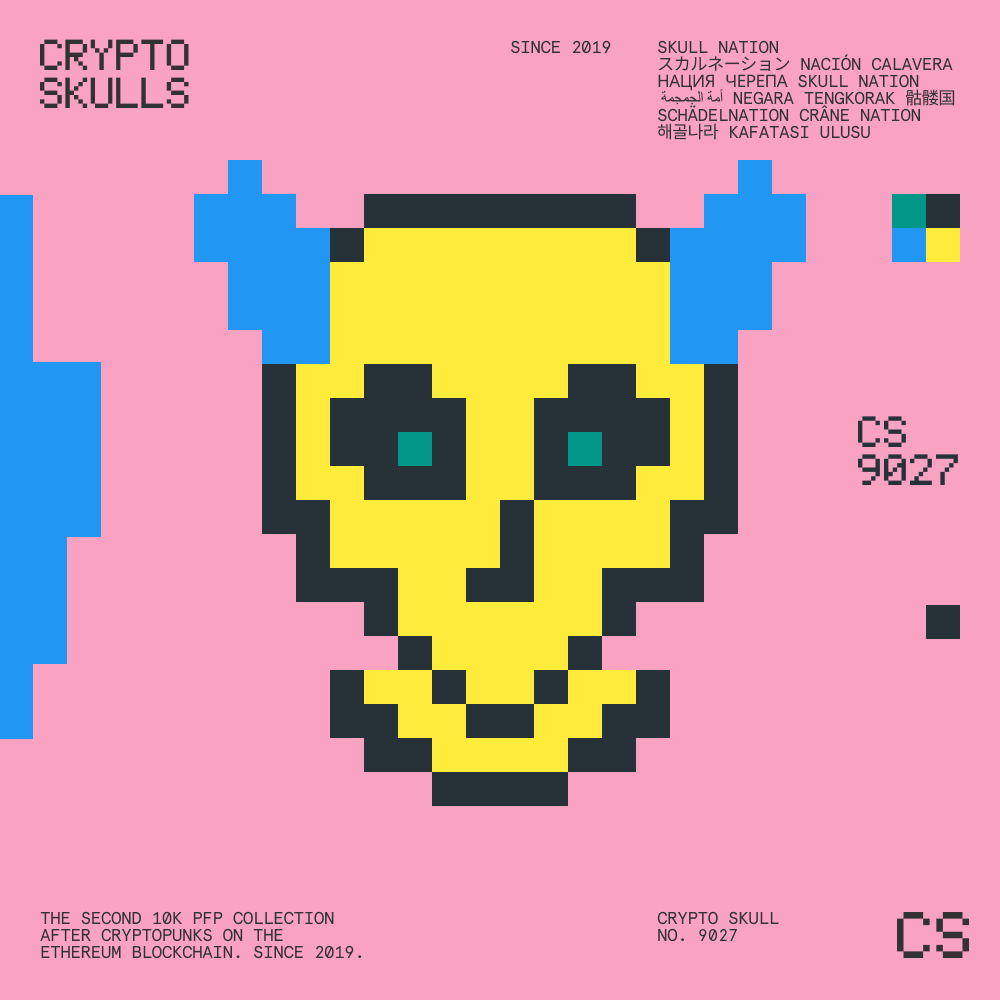 CRYPTO
SKULLS
SINCE 2019
SKULL NATION
スカルネーション NACIÓN CALAVERA
НАЦИЯ ЧЕРЕПА SKULL NATION
أمة الجمجمة NEGARA TENGKORAK 骷髅国
SCHÄDELNATION CRÂNE NATION
해골나라 KAFATASI ULUSU
CS
9027
THE SECOND 10K PFP COLLECTION
AFTER CRYPTOPUNKS ON THE
ETHEREUM BLOCKCHAIN. SINCE 2019.
CRYPTO SKULL
NO. 9027
CS